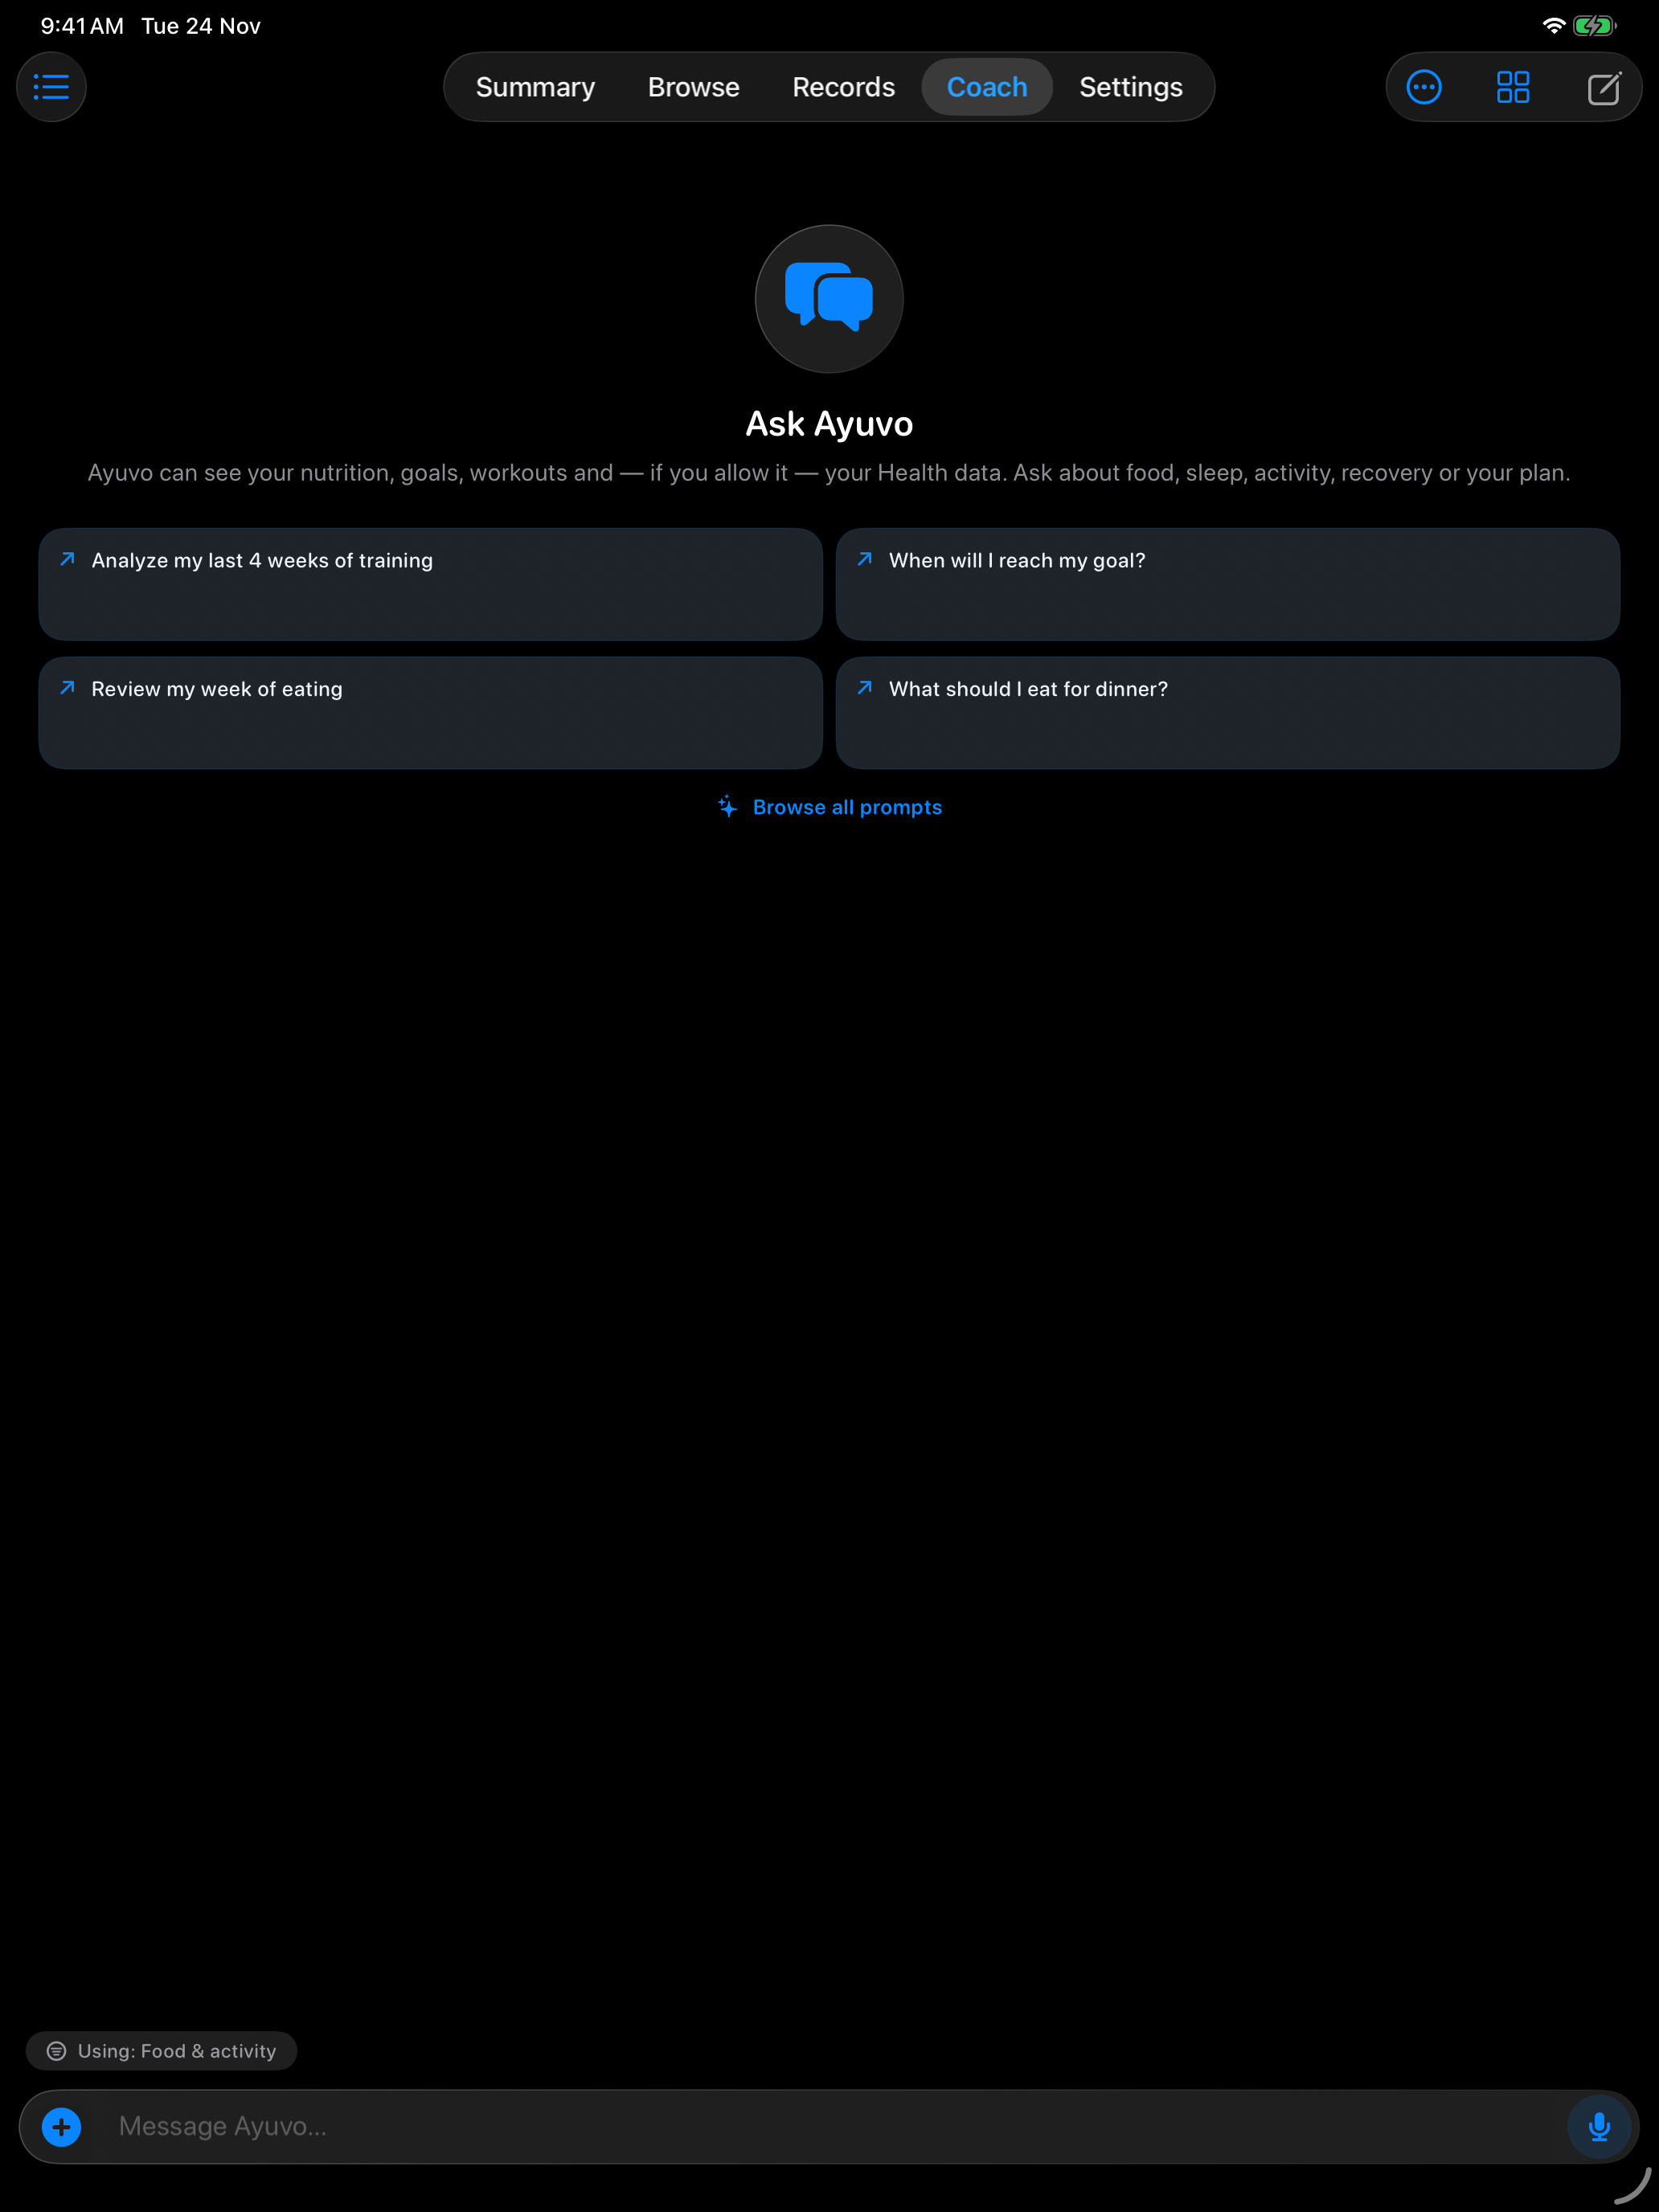 9:41 AM Tue 24 Nov
Summary Browse Records Coach Settings
Ask Ayuvo
Ayuvo can see your nutrition, goals, workouts and — if you allow it — your Health data. Ask about food, sleep, activity, recovery or your plan.
Analyze my last 4 weeks of training
When will I reach my goal?
Review my week of eating
What should I eat for dinner?
Browse all prompts
Using: Food & activity
Message Ayuvo...